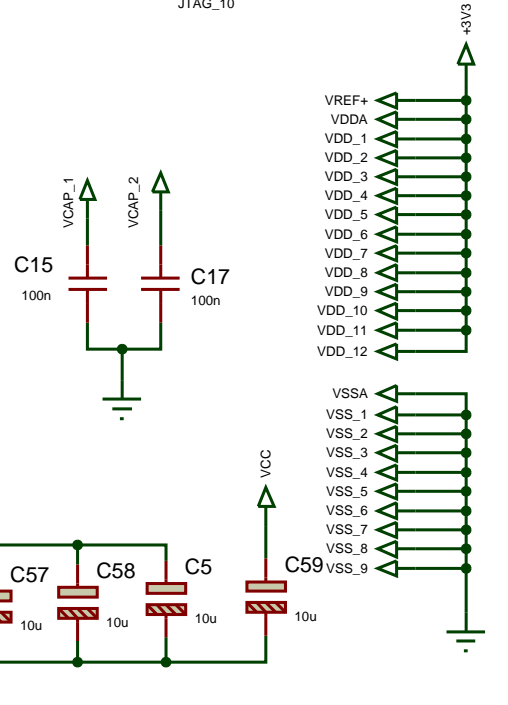 JTAG_10
+3V3
VREF+
VDDA
VDD_1
VDD_2
VDD_3
VDD_4
VDD_5
VDD_6
VDD_7
VDD_8
VDD_9
VDD_10
VDD_11
VDD_12
VCAP_1
VCAP_2
C15
100n
C17
100n
VSSA
VSS_1
VSS_2
VSS_3
VSS_4
VSS_5
VSS_6
VSS_7
VSS_8
VSS_9
VCC
C57
10u
C58
10u
C5
10u
C59
10u